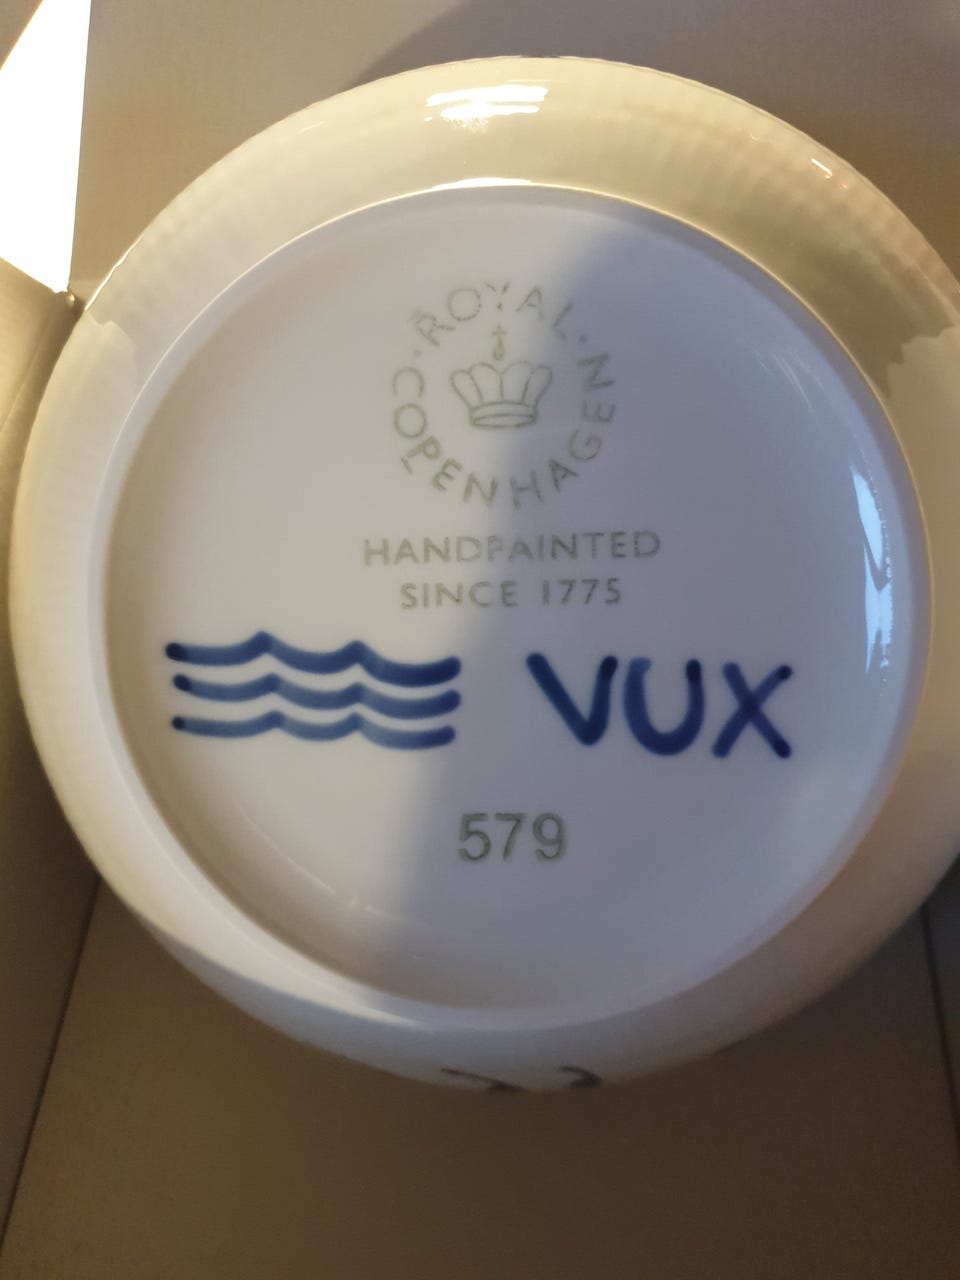 ROYAL · COPENHAGEN ·
HANDPAINTED
SINCE 1775
VUX
579